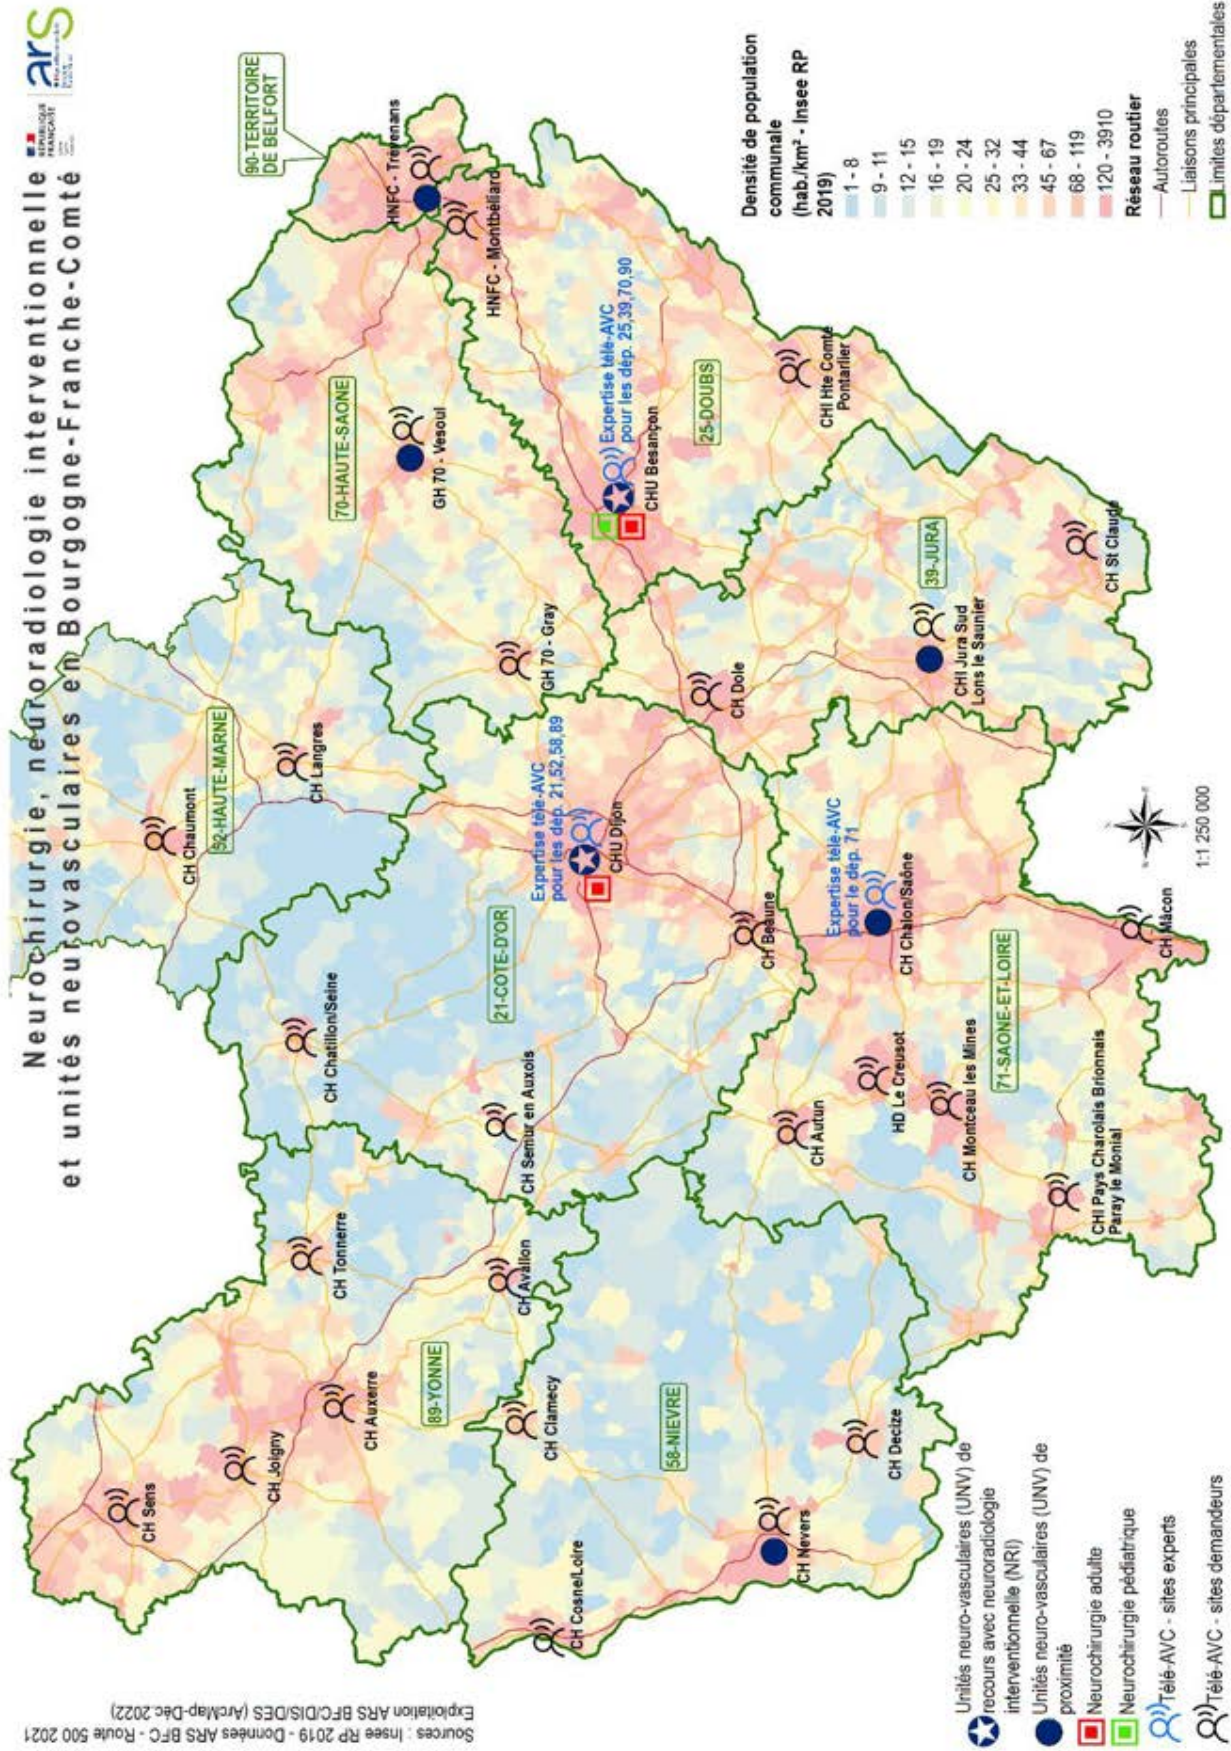 Neurochirurgie, neuroradiologie interventionnelle
et unités neurovasculaires en Bourgogne-Franche-Comté
RÉPUBLIQUE
FRANÇAISE
ars
90-TERRITOIRE
DE BELFORT
HNFC - Trévenans
HNFC - Montbéliard
70-HAUTE-SAONE
GH 70 - Vesoul
GH 70 - Gray
Expertise télé-AVC
pour les dép. 25,39,70,90
CHU Besançon
25-DOUBS
CHI Hte Comté
Pontarlier
39-JURA
CHI Jura Sud
Lons le Saunier
CH St Claude
CH Dole
CH Chaumont
52-HAUTE-MARNE
CH Langres
Expertise télé-AVC
pour les dép. 21,52,58,89
CHU Dijon
21-COTE-D'OR
CH Chatillon/Seine
CH Semur en Auxois
CH Beaune
Expertise télé-AVC
pour le dép. 71
CH Chalon/Saône
71-SAONE-ET-LOIRE
CH Mâcon
CH Autun
HD Le Creusot
CH Montceau les Mines
CHI Pays Charolais Brionnais
Paray le Monial
CH Tonnerre
CH Avallon
89-YONNE
CH Auxerre
CH Joigny
CH Sens
CH Clamecy
58-NIEVRE
CH Decize
CH Nevers
CH Cosne/Loire
Densité de population
communale
(hab./km² - Insee RP
2019)
1 - 8
9 - 11
12 - 15
16 - 19
20 - 24
25 - 32
33 - 44
45 - 67
68 - 119
120 - 3910
Réseau routier
Autoroutes
Liaisons principales
Limites départementales
1:1 250 000
Unités neuro-vasculaires (UNV) de
recours avec neuroradiologie
interventionnelle (NRI)
Unités neuro-vasculaires (UNV) de
proximité
Neurochirurgie adulte
Neurochirurgie pédiatrique
Télé-AVC - sites experts
Télé-AVC - sites demandeurs
Sources : Insee RP 2019 - Données ARS BFC - Route 500 2021
Exploitation ARS BFC/DIS/DES (ArcMap-Déc.2022)